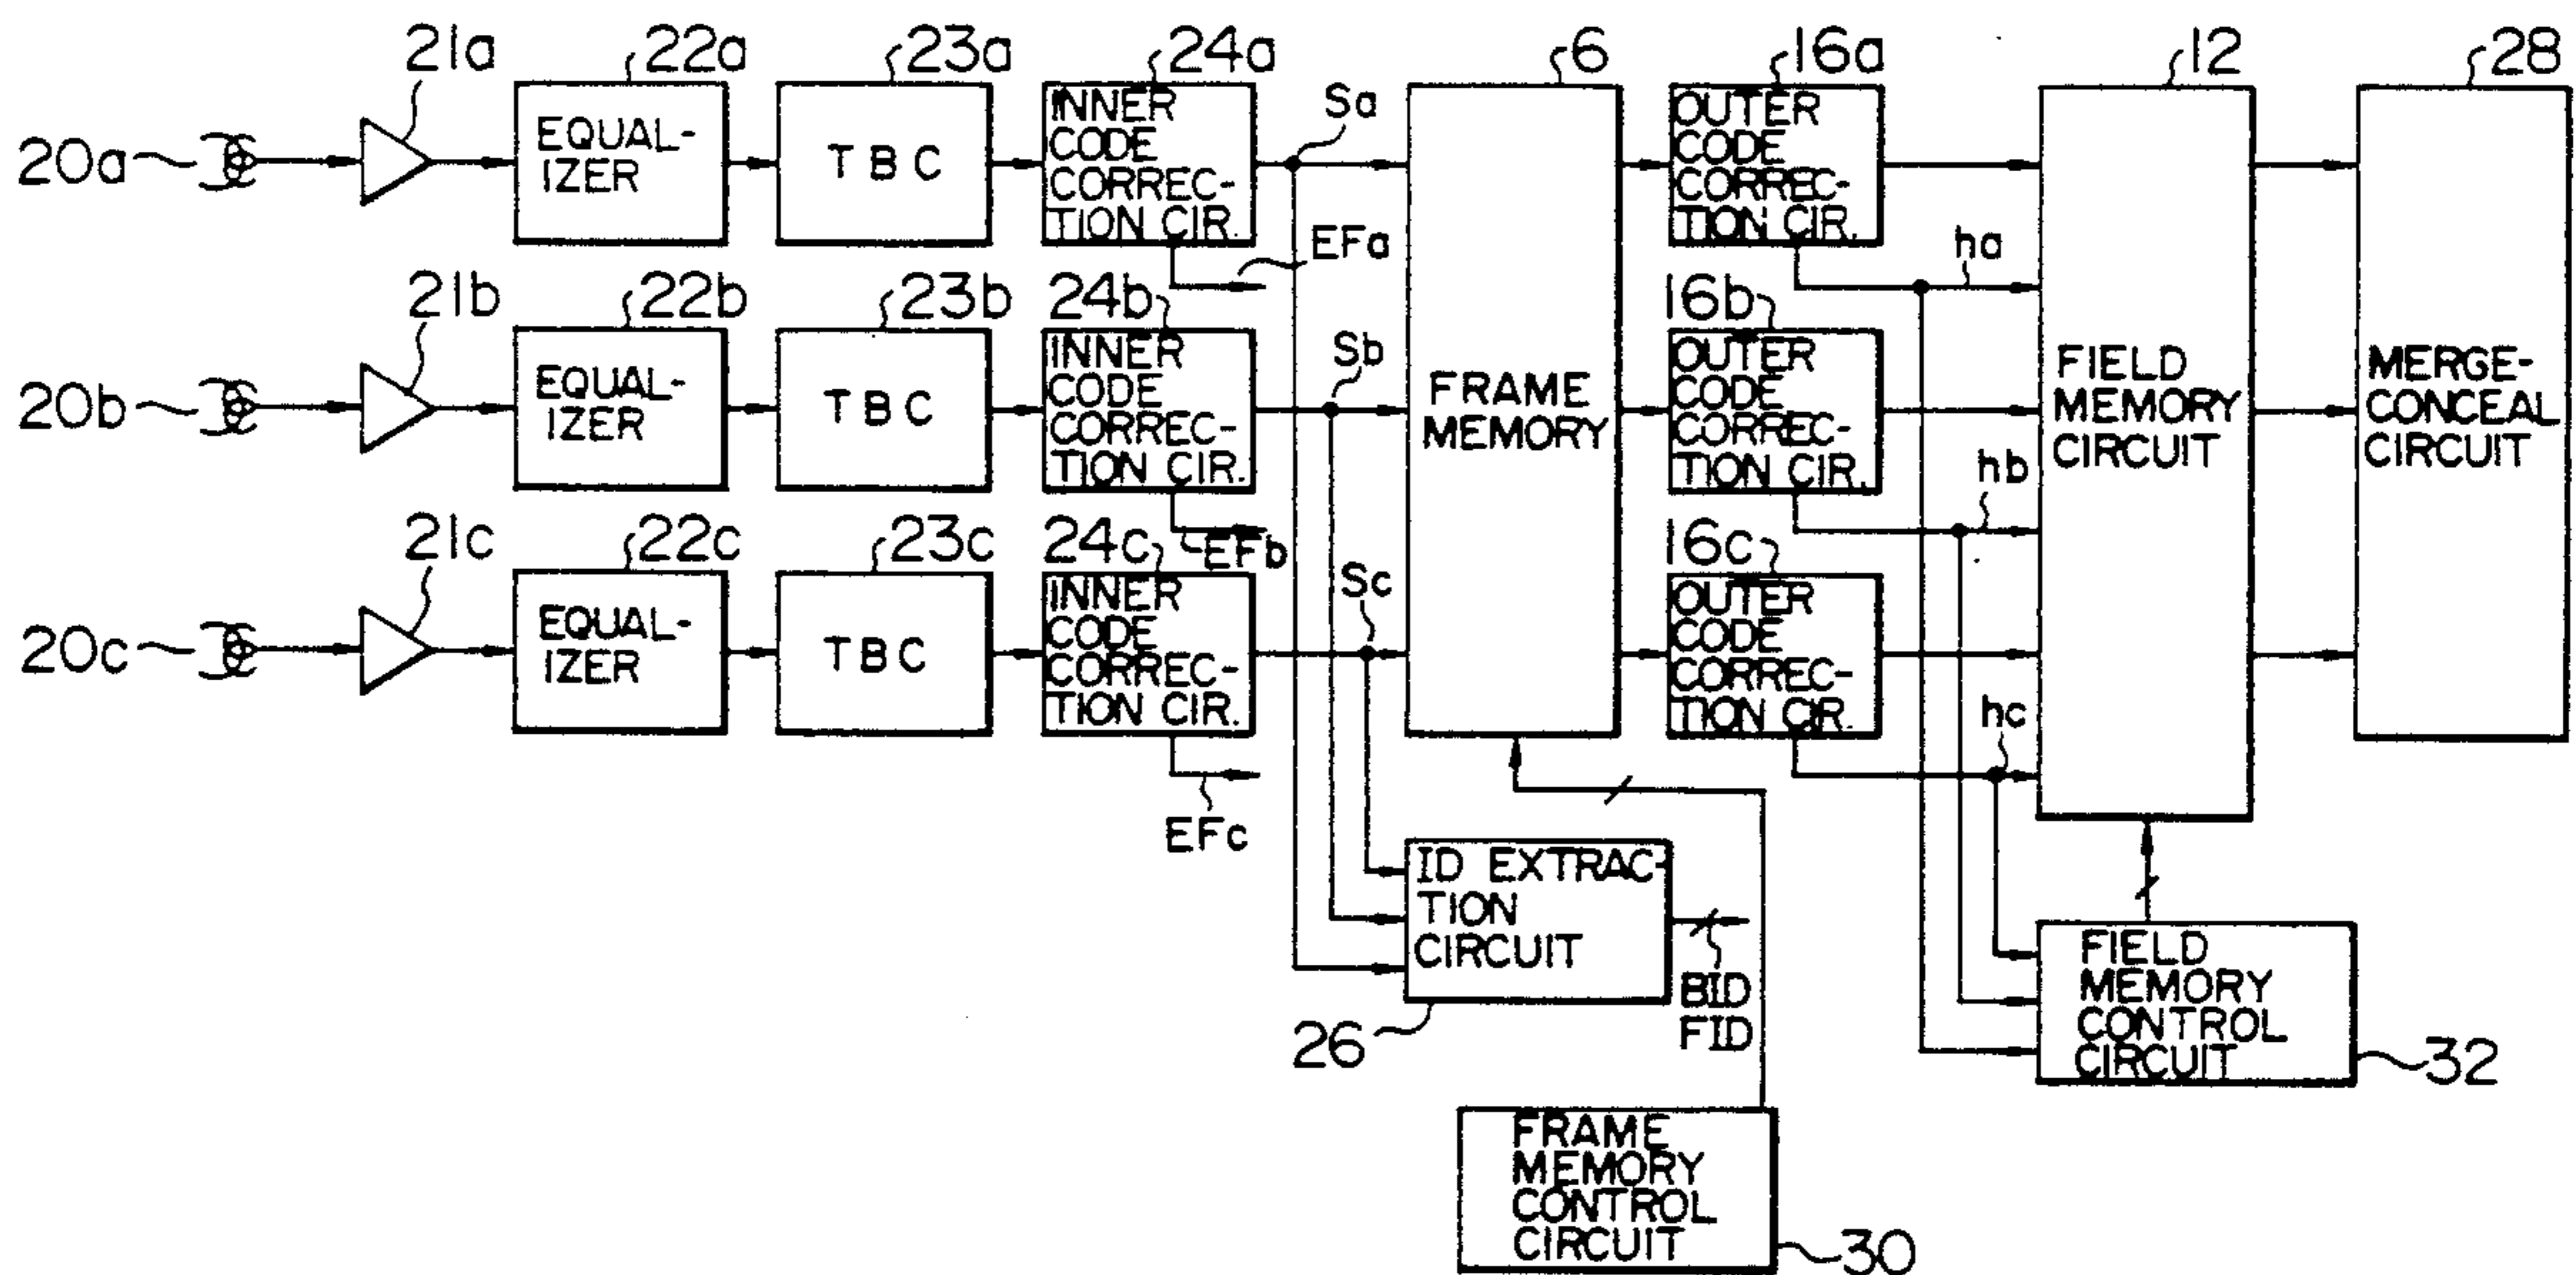 21a
22a
23a
24a
6
16a
12
28
20a
EQUAL-
IZER
TBC
INNER
CODE
CORREC-
TION CIR.
Sa
OUTER
CODE
CORREC-
TION CIR.
EFa
ha
21b
22b
23b
24b
16b
20b
EQUAL-
IZER
TBC
INNER
CODE
CORREC-
TION CIR.
Sb
FRAME
MEMORY
OUTER
CODE
CORREC-
TION CIR.
FIELD
MEMORY
CIRCUIT
MERGE-
CONCEAL
CIRCUIT
EFb
hb
21c
22c
23c
24c
16c
20c
EQUAL-
IZER
TBC
INNER
CODE
CORREC-
TION CIR.
Sc
OUTER
CODE
CORREC-
TION CIR.
hc
EFc
ID EXTRAC-
TION
CIRCUIT
BID
FID
26
FIELD
MEMORY
CONTROL
CIRCUIT
32
FRAME
MEMORY
CONTROL
CIRCUIT
30